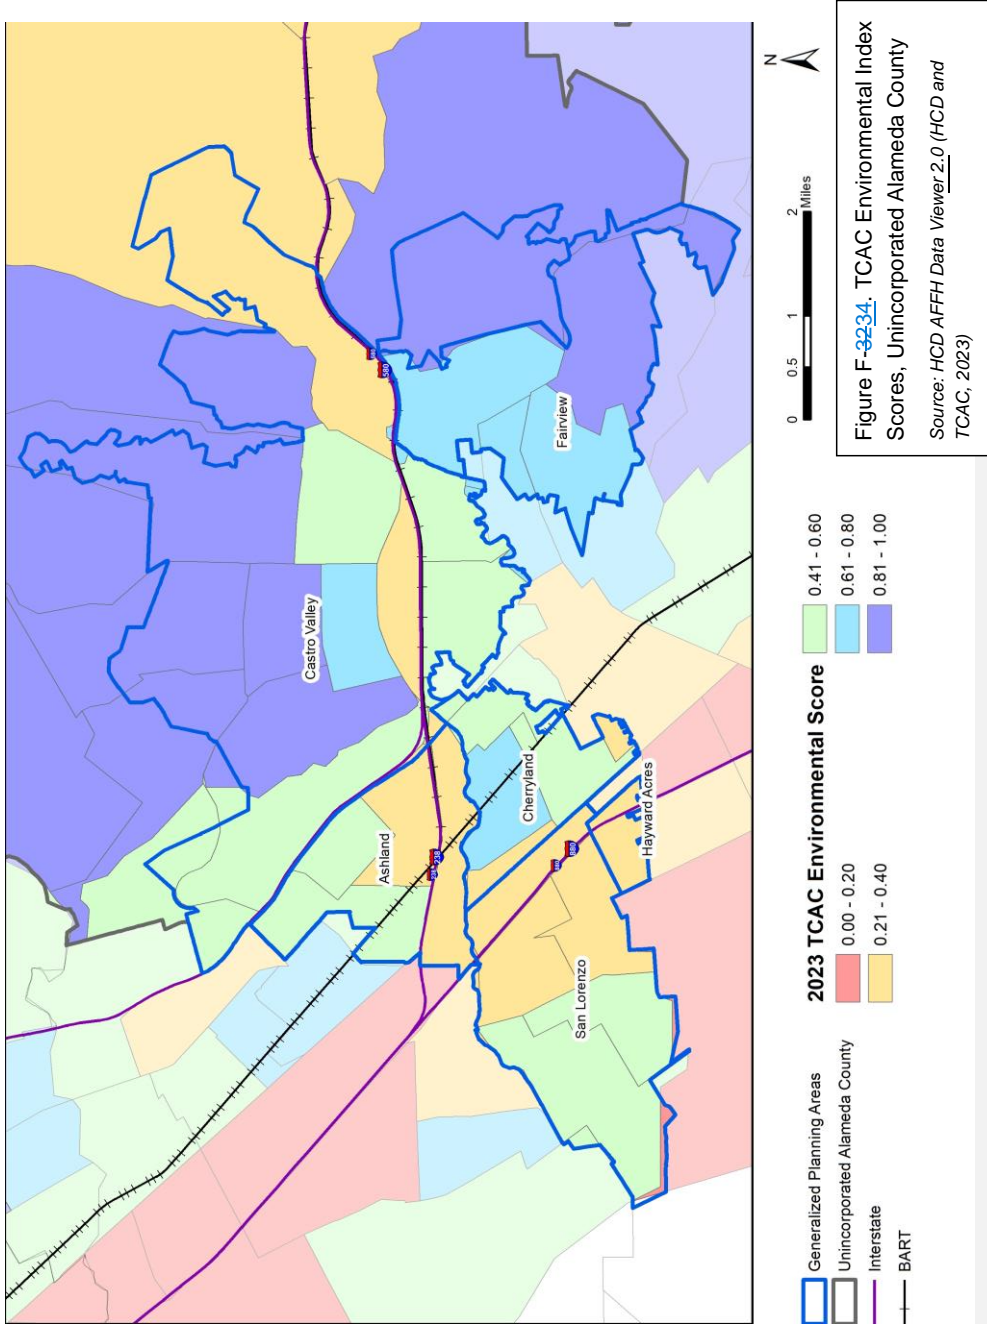 Castro Valley
Fairview
Ashland
Cherryland
Hayward Acres
San Lorenzo
580
238
880
N
0 0.5 1 2
Miles
Generalized Planning Areas
Unincorporated Alameda County
Interstate
BART
2023 TCAC Environmental Score
0.00 - 0.20
0.21 - 0.40
0.41 - 0.60
0.61 - 0.80
0.81 - 1.00
Figure F-3234. TCAC Environmental Index
Scores, Unincorporated Alameda County
Source: HCD AFFH Data Viewer 2.0 (HCD and
TCAC, 2023)